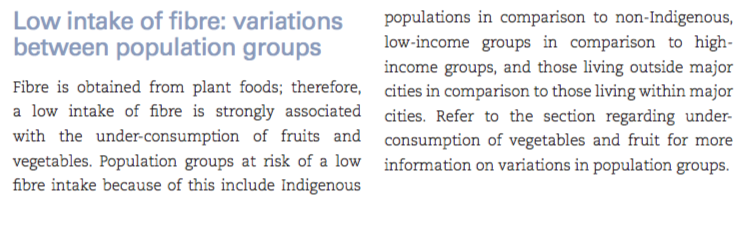 Low intake of fibre: variations
between population groups
Fibre is obtained from plant foods; therefore,
a low intake of fibre is strongly associated
with the under-consumption of fruits and
vegetables. Population groups at risk of a low
fibre intake because of this include Indigenous
populations in comparison to non-Indigenous,
low-income groups in comparison to high-
income groups, and those living outside major
cities in comparison to those living within major
cities. Refer to the section regarding under-
consumption of vegetables and fruit for more
information on variations in population groups.